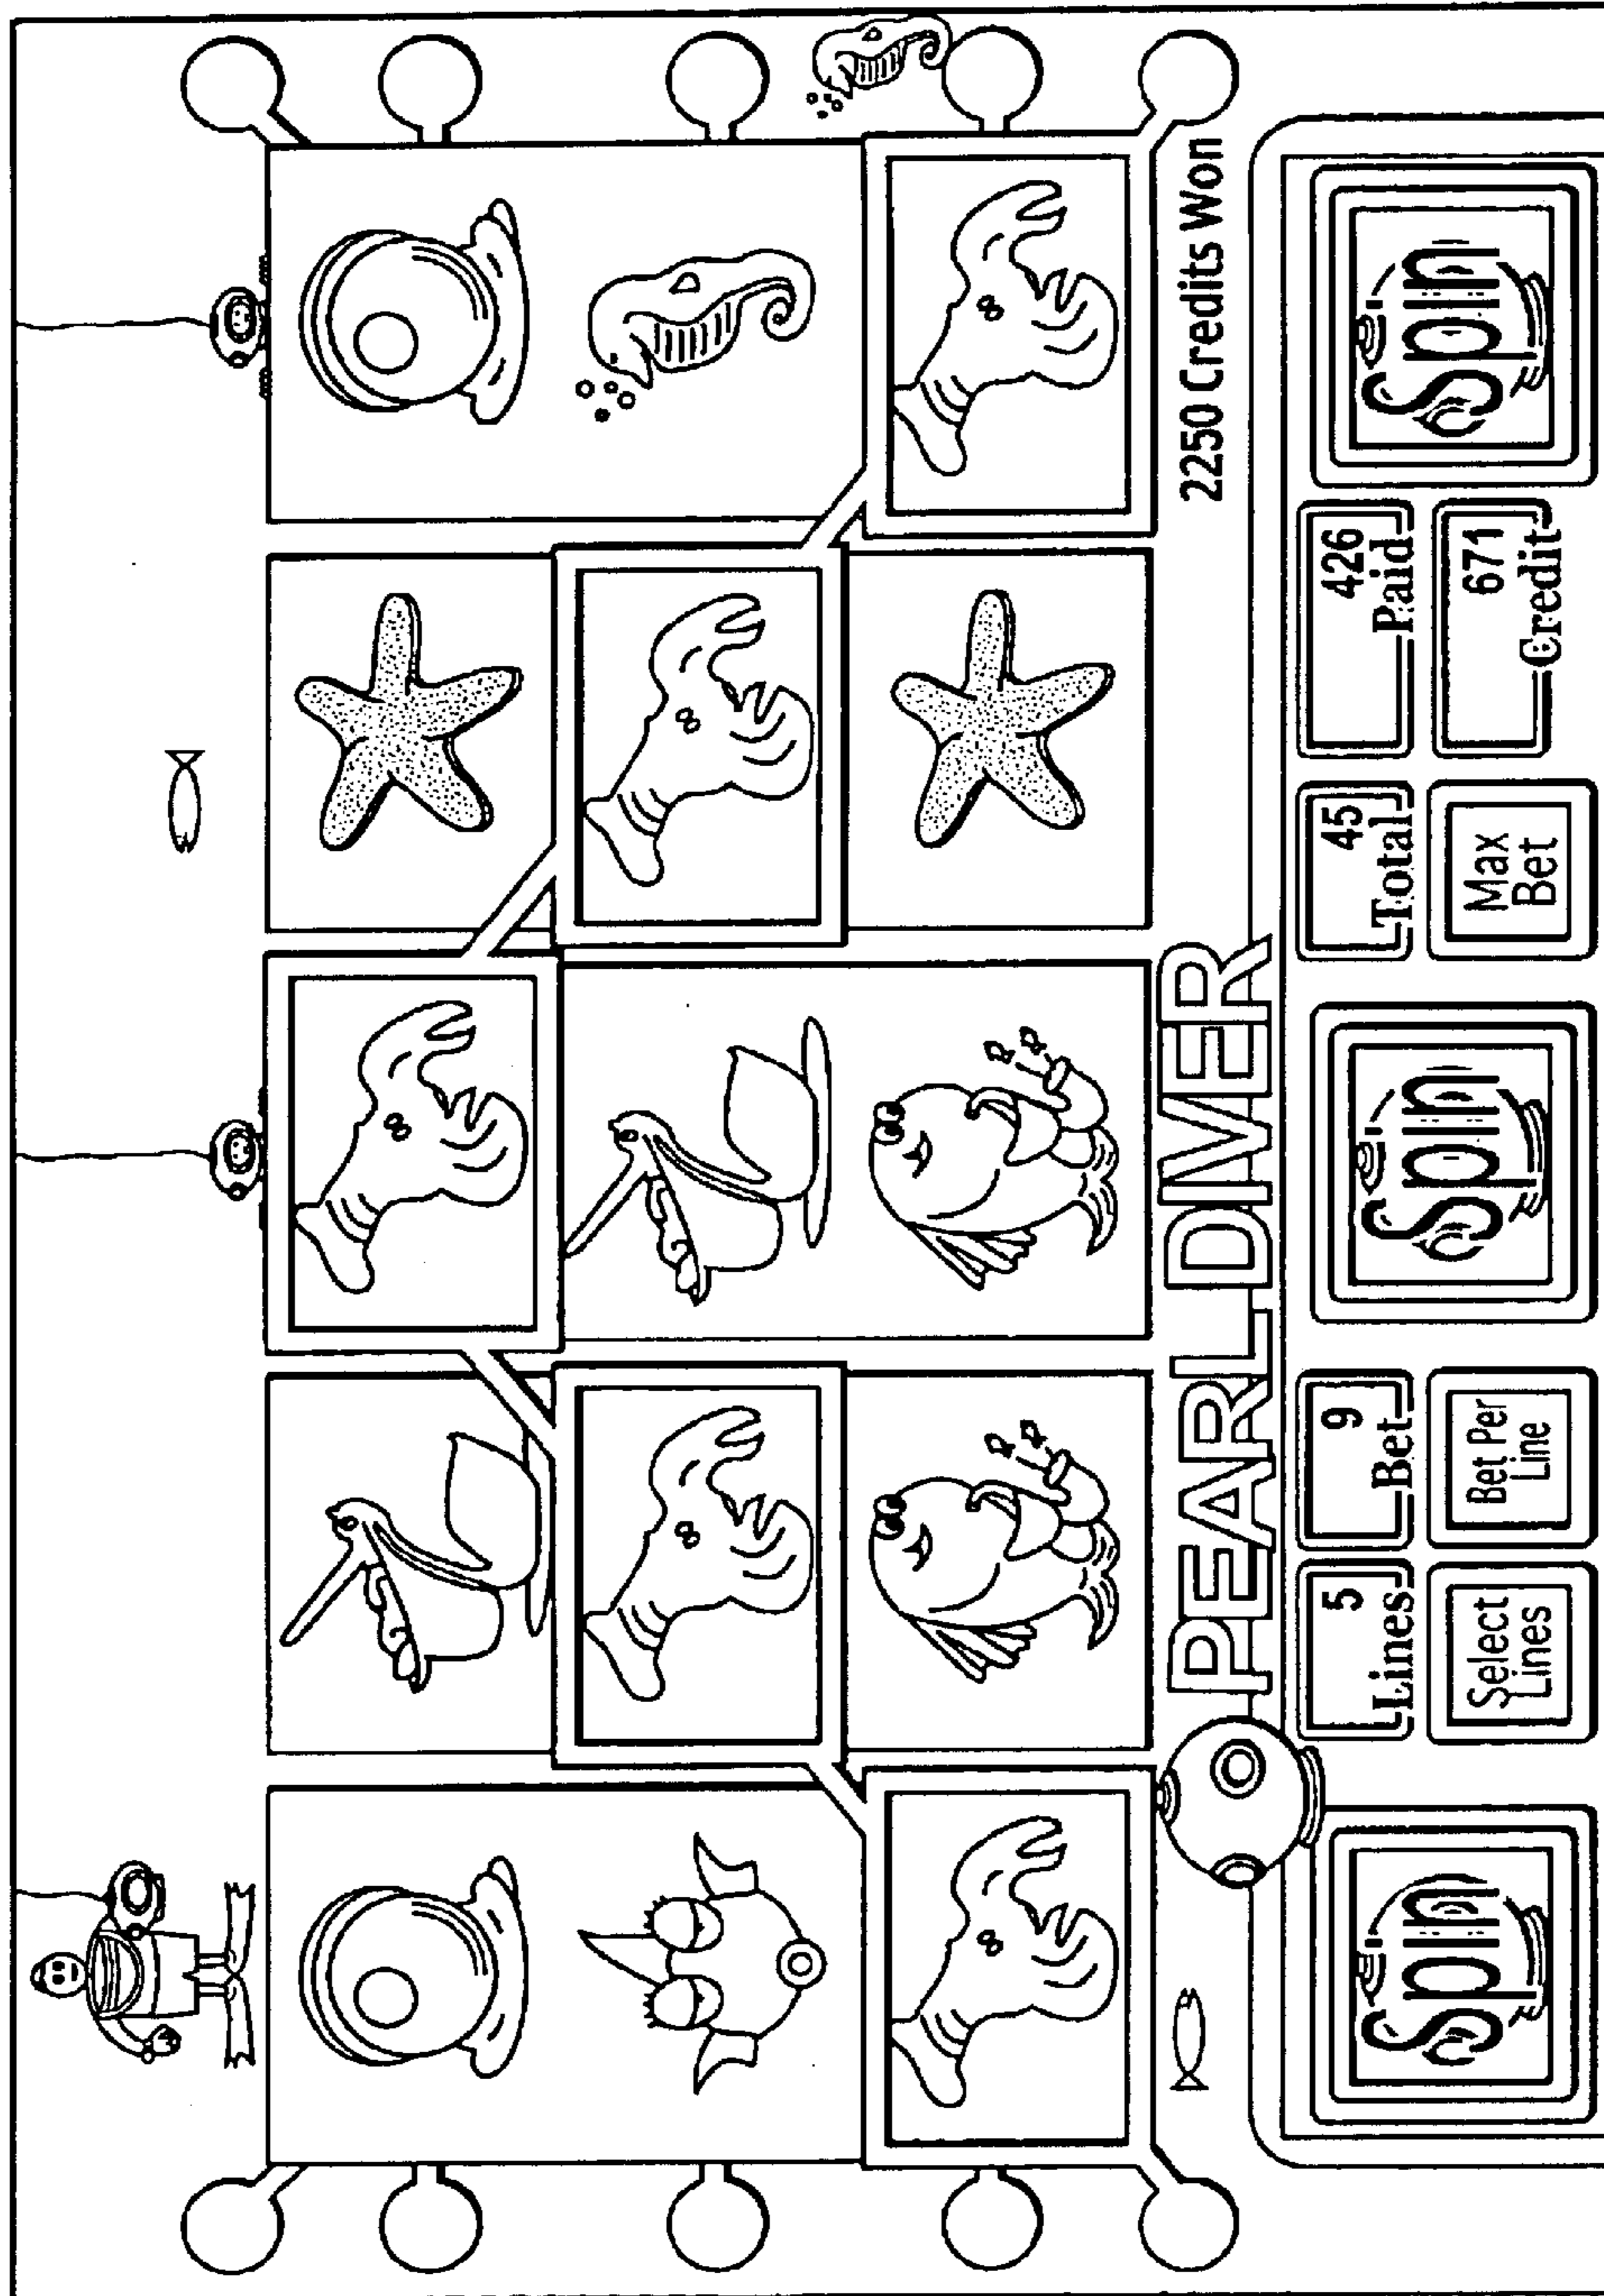 2250 Credits Won
PEARL DIVER
5
Lines
9
Bet
45
Total
426
Paid
Spin
Select
Lines
Bet Per
Line
Spin
Max
Bet
671
Credit
Spin